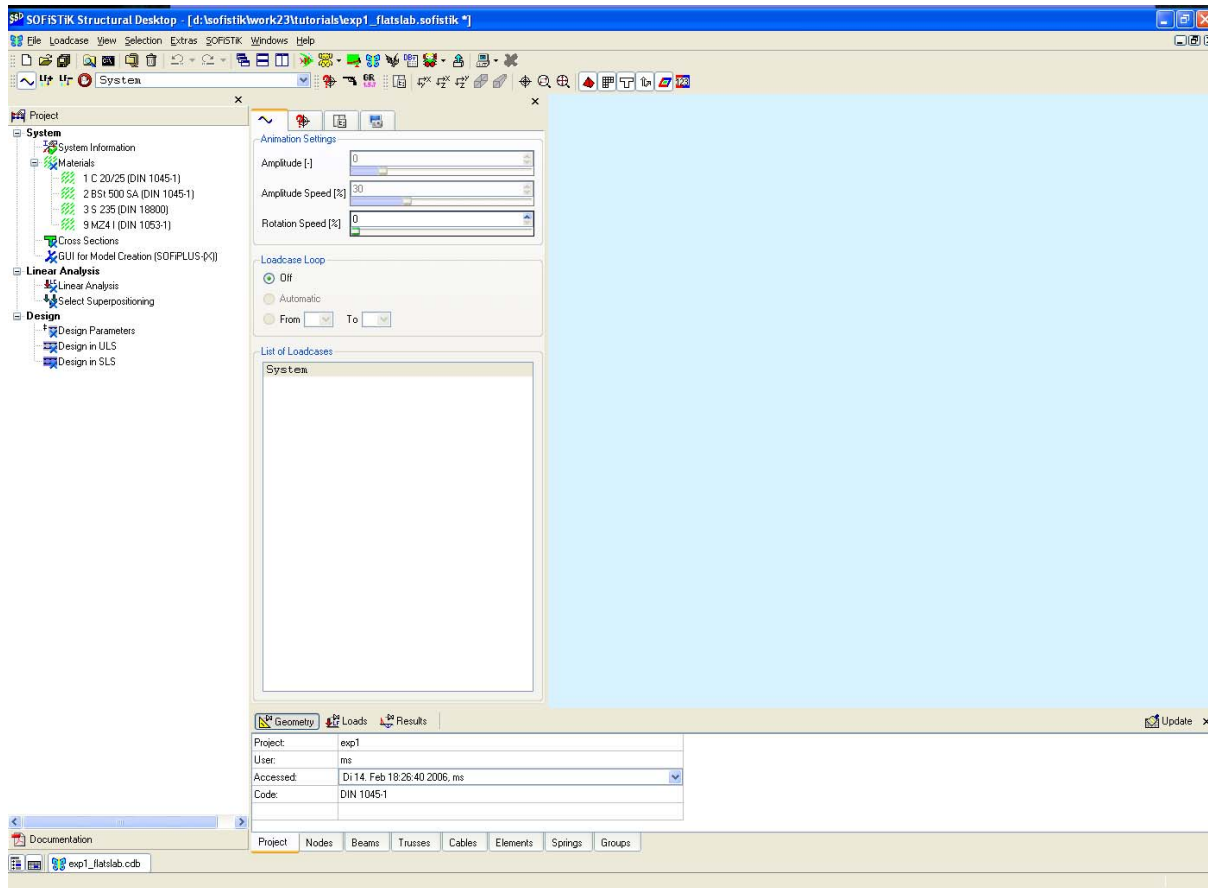 SOFiSTiK Structural Desktop - [d:\sofistik\work23\tutorials\exp1_flatslab.sofistik *]
File Loadcase View Selection Extras SOFiSTiK Windows Help
System
Project
System
System Information
Materials
1 C 20/25 (DIN 1045-1)
2 BSt 500 SA (DIN 1045-1)
3 S 235 (DIN 18800)
9 MZ4 I (DIN 1053-1)
Cross Sections
GUI for Model Creation (SOFiPLUS-(X))
Linear Analysis
Linear Analysis
Select Superpositioning
Design
Design Parameters
Design in ULS
Design in SLS
Documentation
Animation Settings
Amplitude [-] 0
Amplitude Speed [%] 30
Rotation Speed [%] 0
Loadcase Loop
Off
Automatic
From To
List of Loadcases
System
Geometry Loads Results Update
Project: exp1
User: ms
Accessed: Di 14. Feb 18:26:40 2006, ms
Code: DIN 1045-1
Project Nodes Beams Trusses Cables Elements Springs Groups
exp1_flatslab.cdb